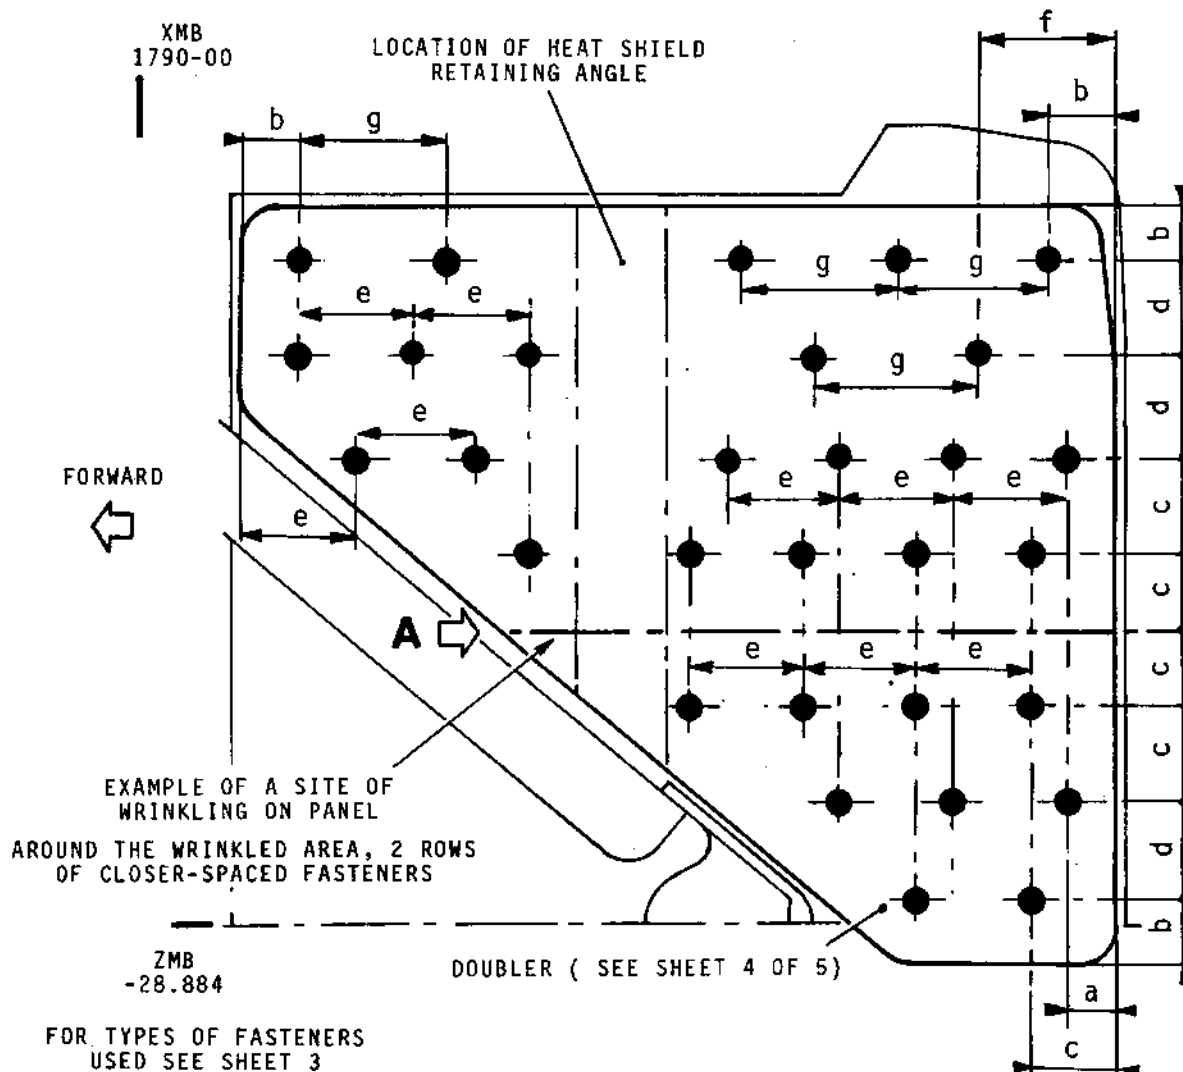 XMB
1790-00
LOCATION OF HEAT SHIELD
RETAINING ANGLE
f
b
b
g
b
g
g
e
e
d
g
e
d
FORWARD
e
e
e
e
c
c
A
e
e
e
c
EXAMPLE OF A SITE OF
WRINKLING ON PANEL
c
AROUND THE WRINKLED AREA, 2 ROWS
OF CLOSER-SPACED FASTENERS
d
b
ZMB
-28.884
DOUBLER ( SEE SHEET 4 OF 5)
a
FOR TYPES OF FASTENERS
USED SEE SHEET 3
c